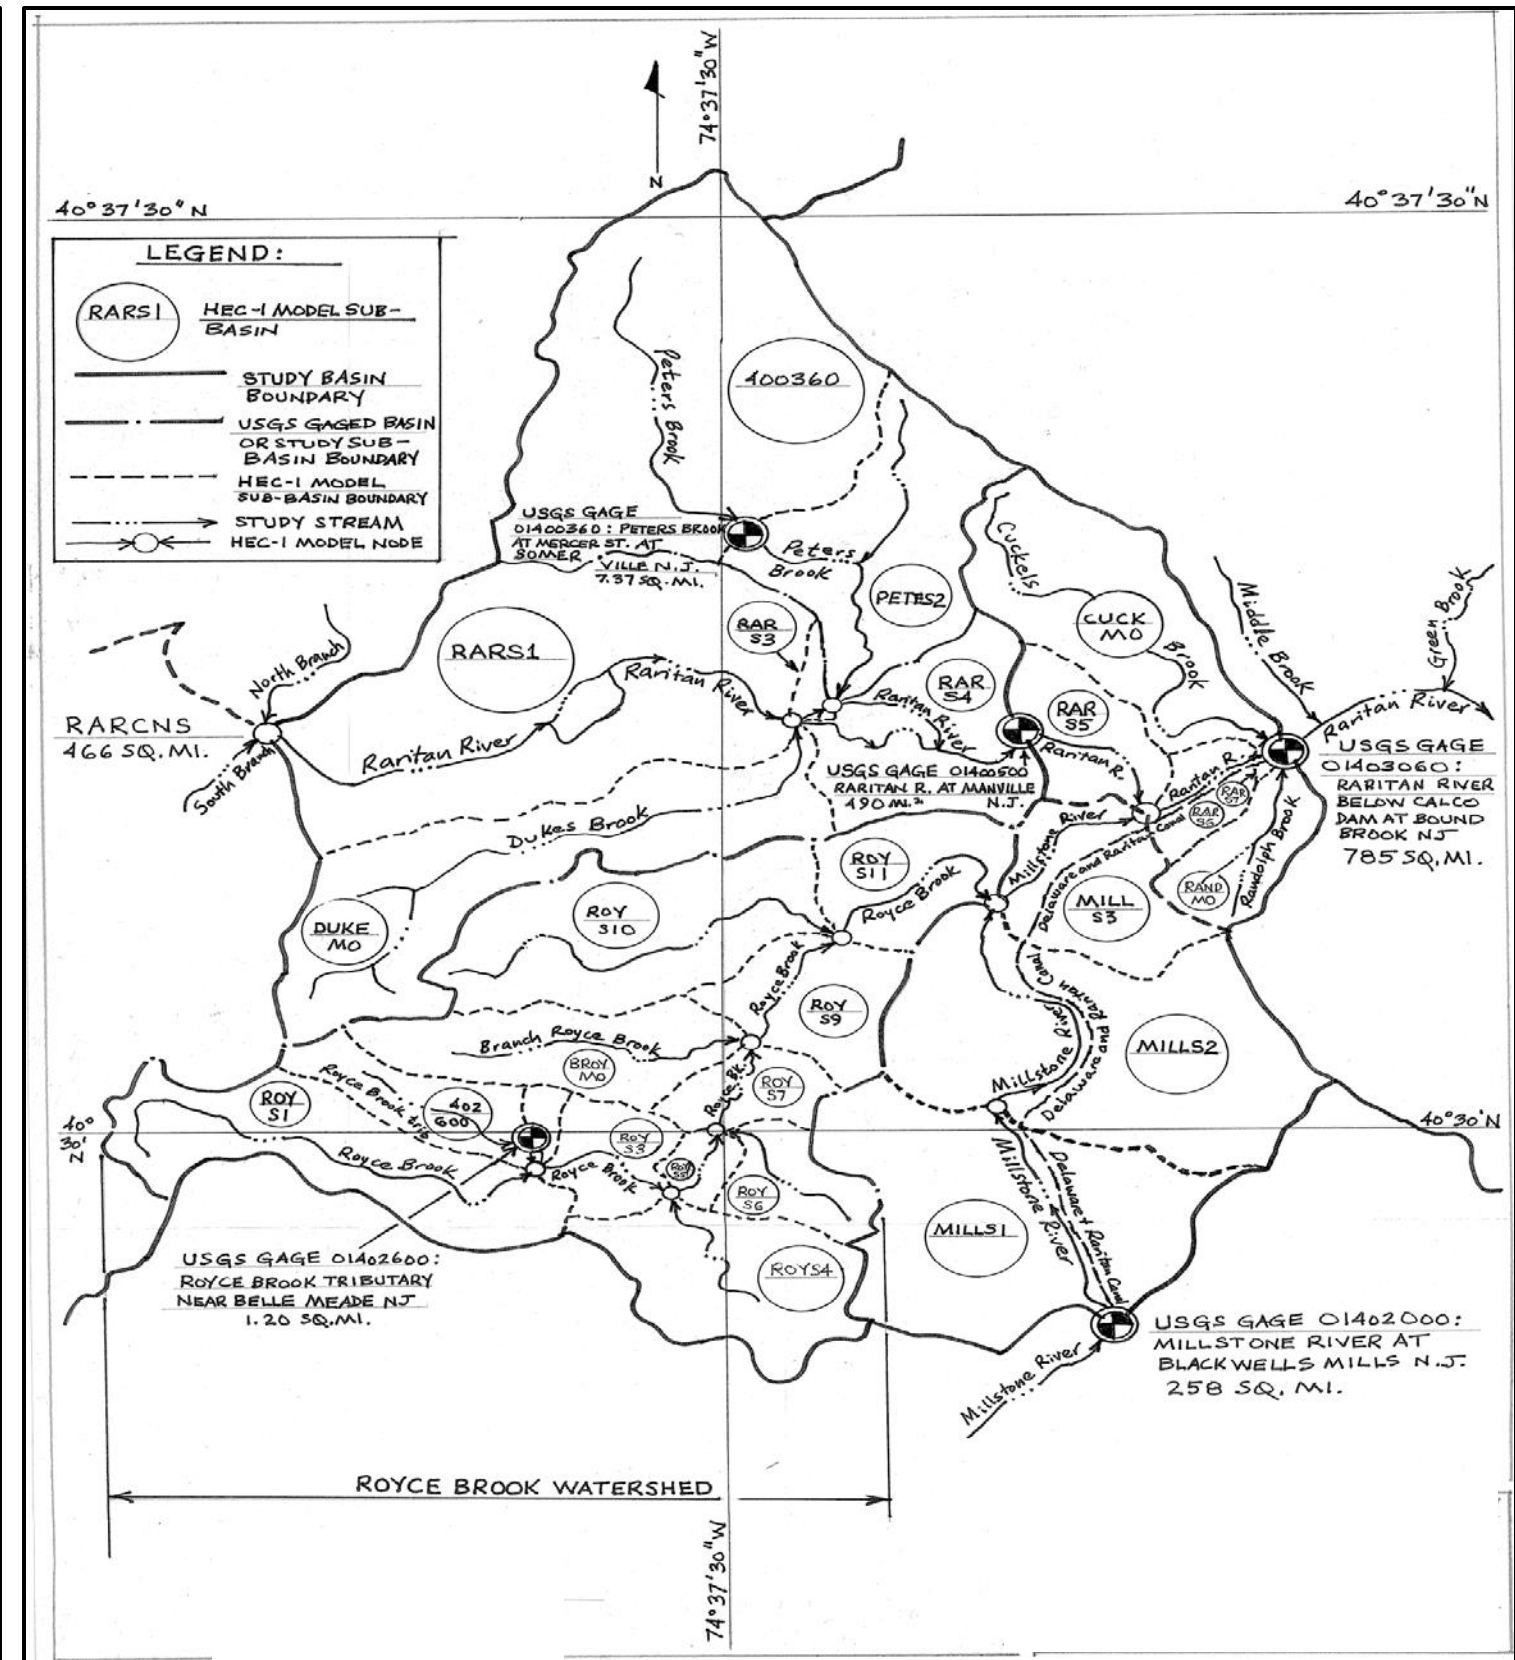 74°37'30"W
N
40°37'30"N
40°37'30"N
LEGEND:
RARS1
HEC-1 MODEL SUB-
BASIN
STUDY BASIN
BOUNDARY
USGS GAGED BASIN
OR STUDY SUB-
BASIN BOUNDARY
HEC-1 MODEL
SUB-BASIN BOUNDARY
STUDY STREAM
HEC-1 MODEL NODE
Peters Brook
400360
USGS GAGE
01400360: PETERS BROOK
AT MERCER ST. AT
SOMER
VILLE N.J.
7.37 SQ. MI.
Peters
Brook
PETES2
Cuckels
Brook
CUCK
MO
Middle Brook
Green Brook
RARS1
RAR
S3
RAR
S4
RAR
S5
North Branch
RARCNS
466 SQ. MI.
South Branch
Raritan River
Raritan River
Raritan River
Raritan R.
Raritan R.
Raritan River
USGS GAGE 01400500
RARITAN R. AT MANVILLE
490 MI.² N.J.
USGS GAGE
01403060:
RARITAN RIVER
BELOW CALCO
DAM AT BOUND
BROOK NJ
785 SQ. MI.
RAR
S7
RAR
S6
Dukes Brook
Millstone River
Delaware and Raritan Canal
Randolph Brook
RAND
MO
ROY
S11
Royce Brook
MILL
S3
DUKE
MO
ROY
S10
Royce Brook
ROY
S9
Delaware and Raritan Canal
Millstone River
MILLS2
Branch Royce Brook
BROY
MO
Royce Bk.
ROY
S7
ROY
S1
Royce Brook trib
402
600
40°
30'
N
40°30'N
ROY
S3
ROY
S5
Royce Brook
Royce Brook
ROY
S6
ROYS4
MILLS1
Millstone River
Delaware & Raritan Canal
USGS GAGE 01402600:
ROYCE BROOK TRIBUTARY
NEAR BELLE MEADE NJ
1.20 SQ. MI.
Millstone River
USGS GAGE 01402000:
MILLSTONE RIVER AT
BLACKWELLS MILLS N.J.
258 SQ. MI.
ROYCE BROOK WATERSHED
74°37'30"W